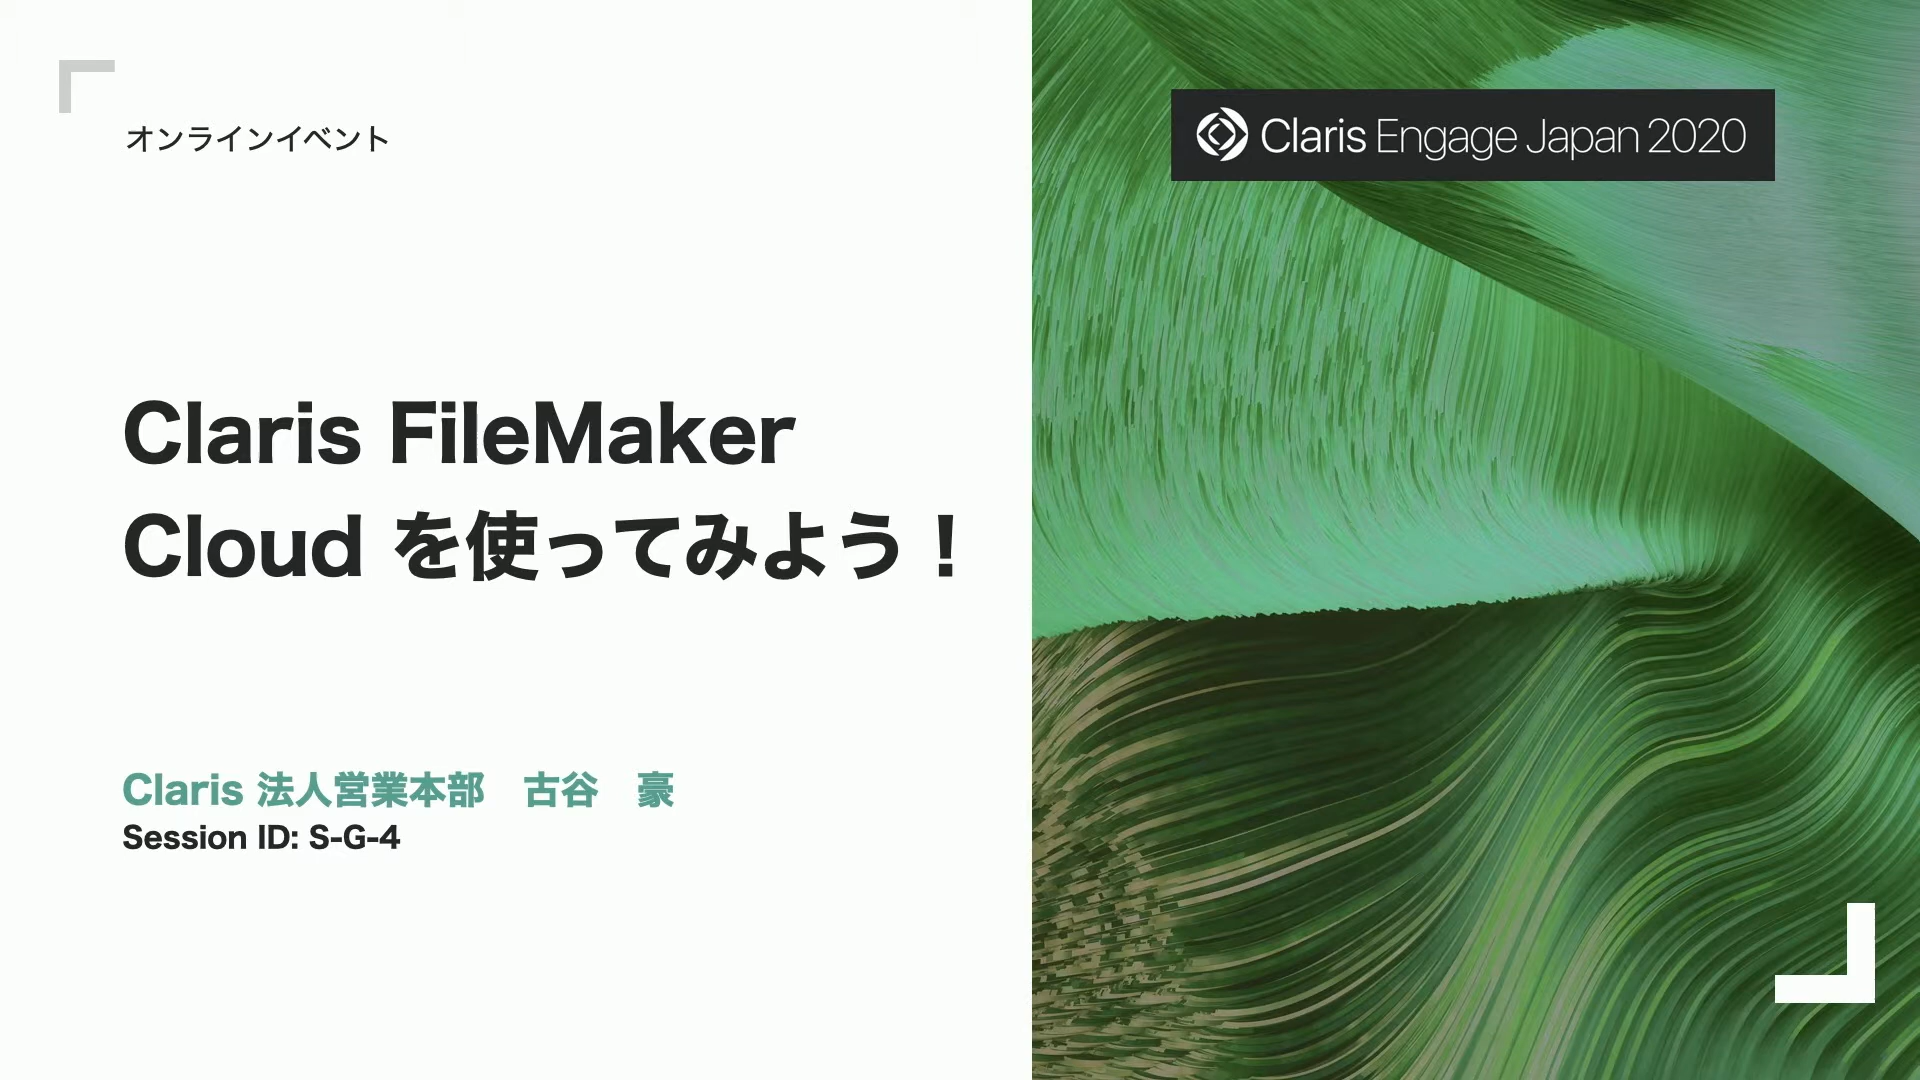 オンラインイベント
Claris Engage Japan 2020
Claris FileMaker
Cloud を使ってみよう！
Claris 法人営業本部　古谷　豪
Session ID: S-G-4